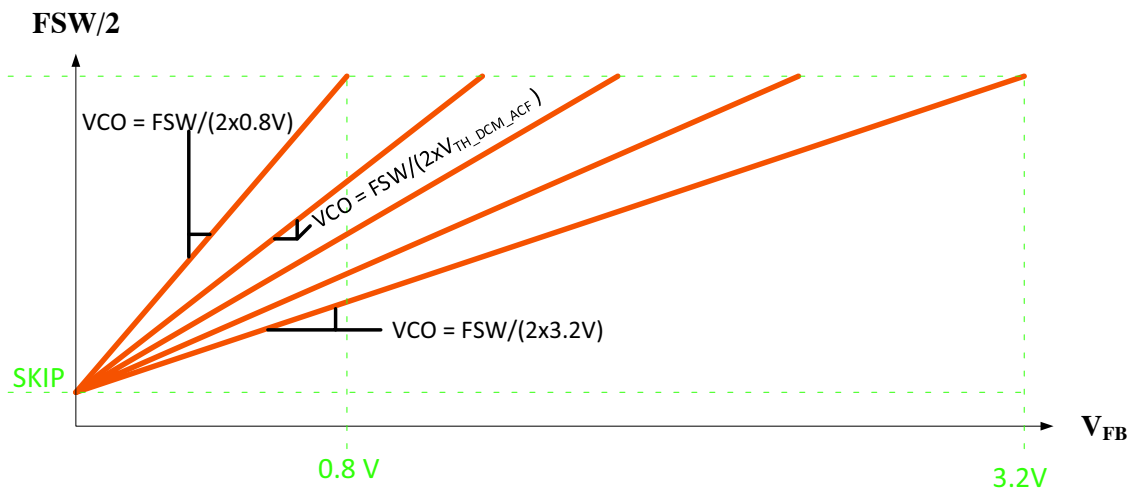 FSW/2
VCO = FSW/(2x0.8V)
VCO = FSW/(2xVTH_DCM_ACF)
VCO = FSW/(2x3.2V)
SKIP
VFB
0.8 V
3.2V